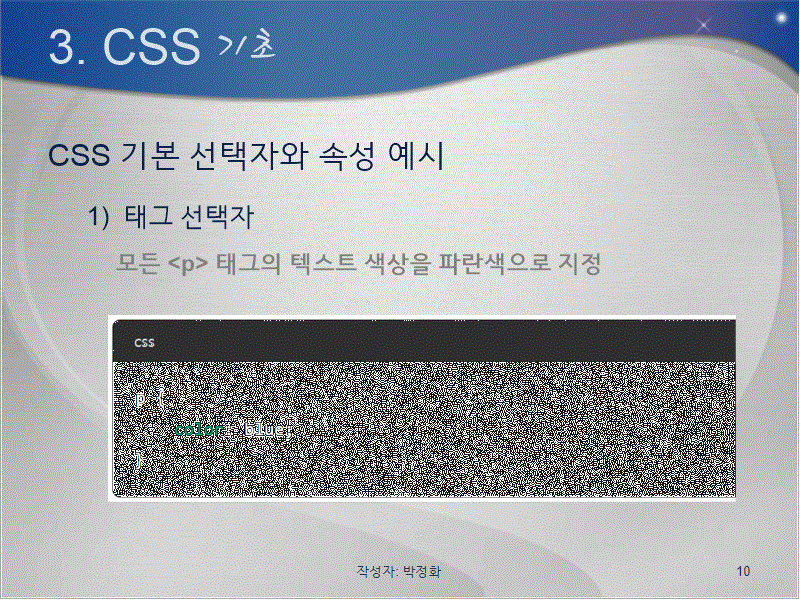 3. CSS 기초
CSS 기본 선택자와 속성 예시
1) 태그 선택자
모든 <p> 태그의 텍스트 색상을 파란색으로 지정
css
p {
color: blue;
}
작성자: 박정화
10